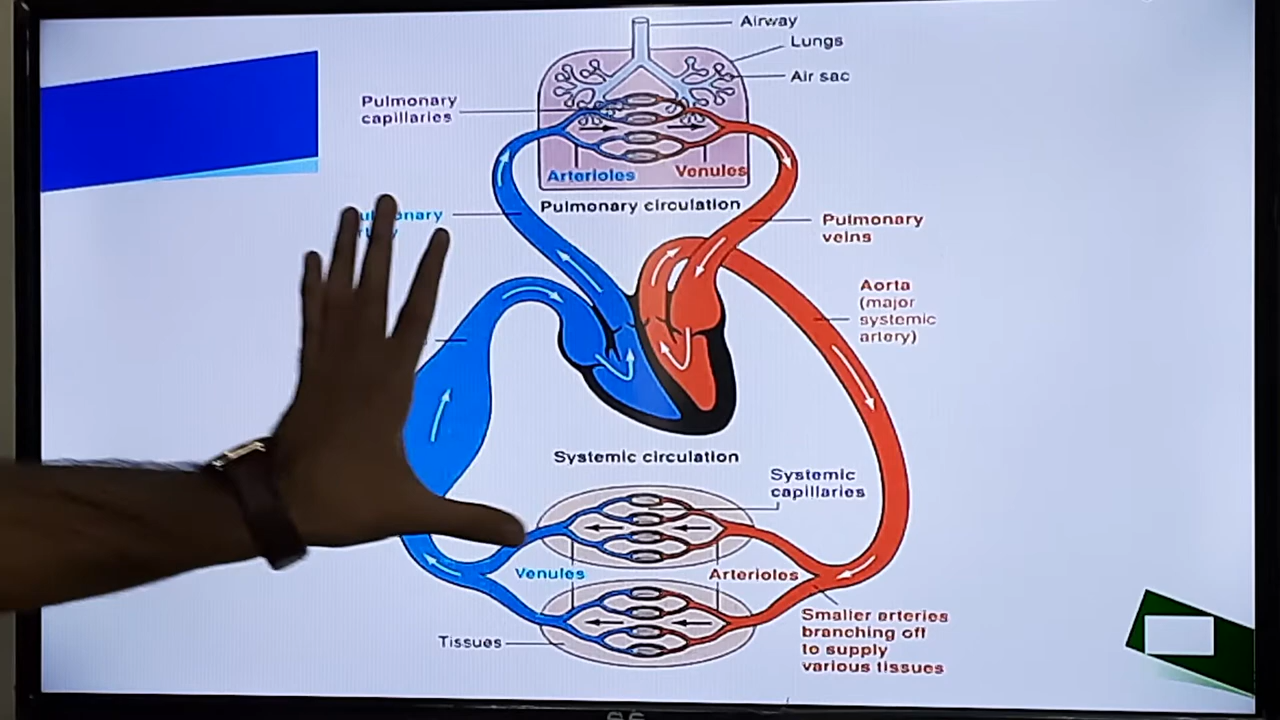 Airway
Lungs
Air sac
Pulmonary
capillaries
Arterioles
Venules
Pulmonary circulation
Pulmonary
veins
Aorta
(major
systemic
artery)
Systemic circulation
Systemic
capillaries
Venules
Arterioles
Smaller arteries
branching off
to supply
various tissues
Tissues